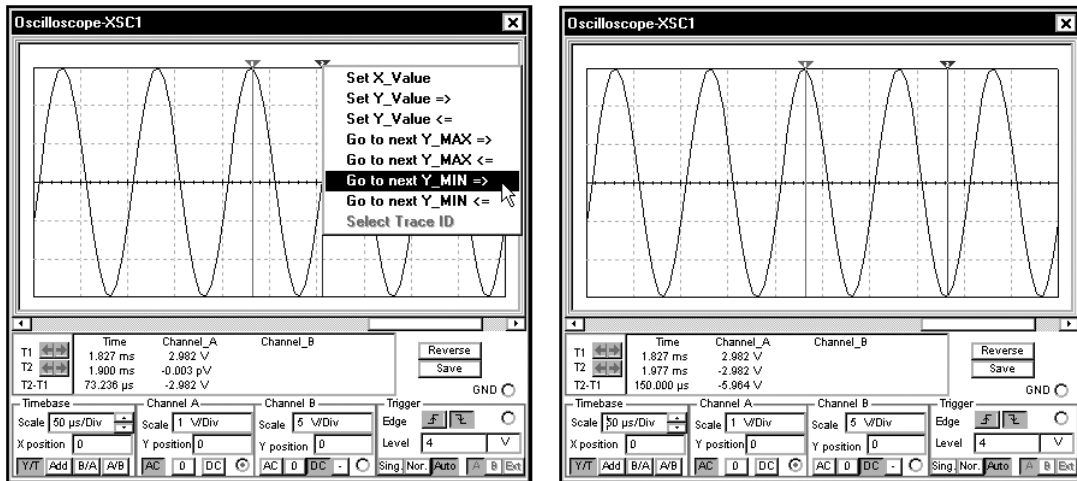 Oscilloscope-XSC1
1
2
Set X_Value
Set Y_Value =>
Set Y_Value <=
Go to next Y_MAX =>
Go to next Y_MAX <=
Go to next Y_MIN =>
Go to next Y_MIN <=
Select Trace ID
Time Channel_A Channel_B
T1 1.827 ms 2.982 V
T2 1.900 ms -0.003 pV
T2-T1 73.236 µs -2.982 V
Reverse
Save
GND
Timebase Channel A Channel B Trigger
Scale 50 µs/Div Scale 1 V/Div Scale 5 V/Div Edge
X position 0 Y position 0 Y position 0 Level 4 V
Y/T Add B/A A/B AC 0 DC AC 0 DC - Sing. Nor. Auto A B Ext
Oscilloscope-XSC1
1
2
Time Channel_A Channel_B
T1 1.827 ms 2.982 V
T2 1.977 ms -2.982 V
T2-T1 150.000 µs -5.964 V
Reverse
Save
GND
Timebase Channel A Channel B Trigger
Scale 50 µs/Div Scale 1 V/Div Scale 5 V/Div Edge
X position 0 Y position 0 Y position 0 Level 4 V
Y/T Add B/A A/B AC 0 DC AC 0 DC - Sing. Nor. Auto A B Ext